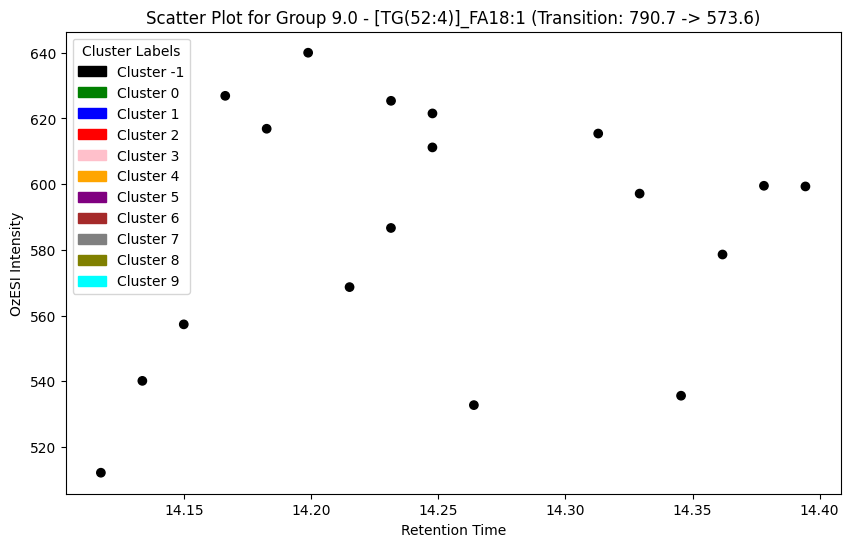 Scatter Plot for Group 9.0 - [TG(52:4)]_FA18:1 (Transition: 790.7 -> 573.6)
Cluster Labels
Cluster -1
Cluster 0
Cluster 1
Cluster 2
Cluster 3
Cluster 4
Cluster 5
Cluster 6
Cluster 7
Cluster 8
Cluster 9
OzESI Intensity
640
620
600
580
560
540
520
14.15 14.20 14.25 14.30 14.35 14.40
Retention Time